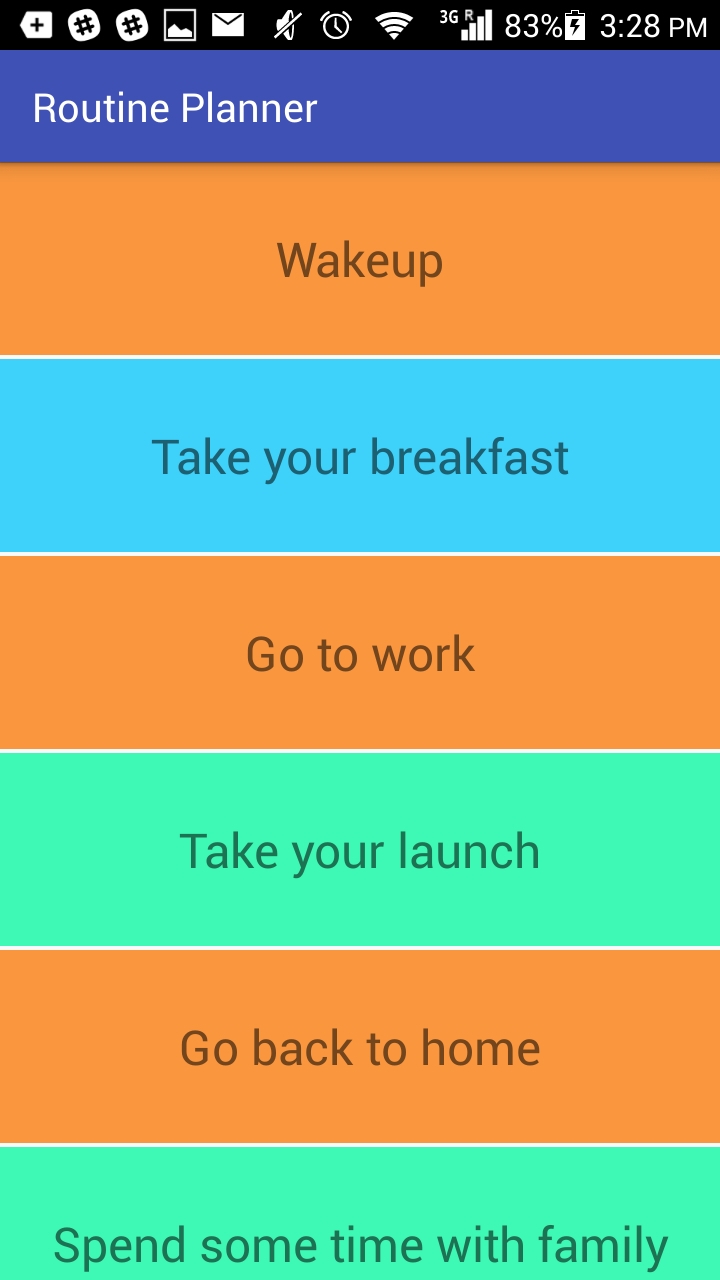 3G R 83% 3:28 PM
Routine Planner
Wakeup
Take your breakfast
Go to work
Take your launch
Go back to home
Spend some time with family